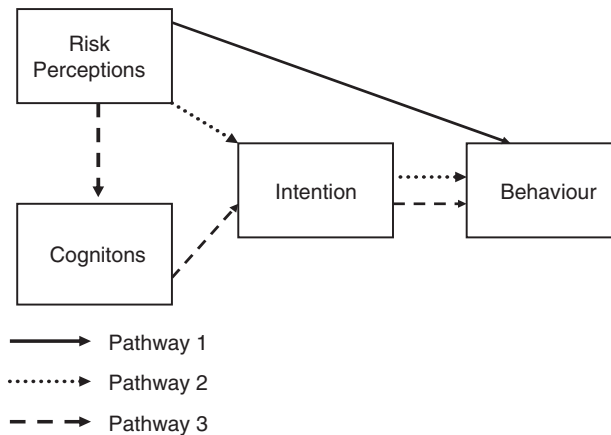 Risk
Perceptions
Intention
Behaviour
Cognitons
Pathway 1
Pathway 2
Pathway 3